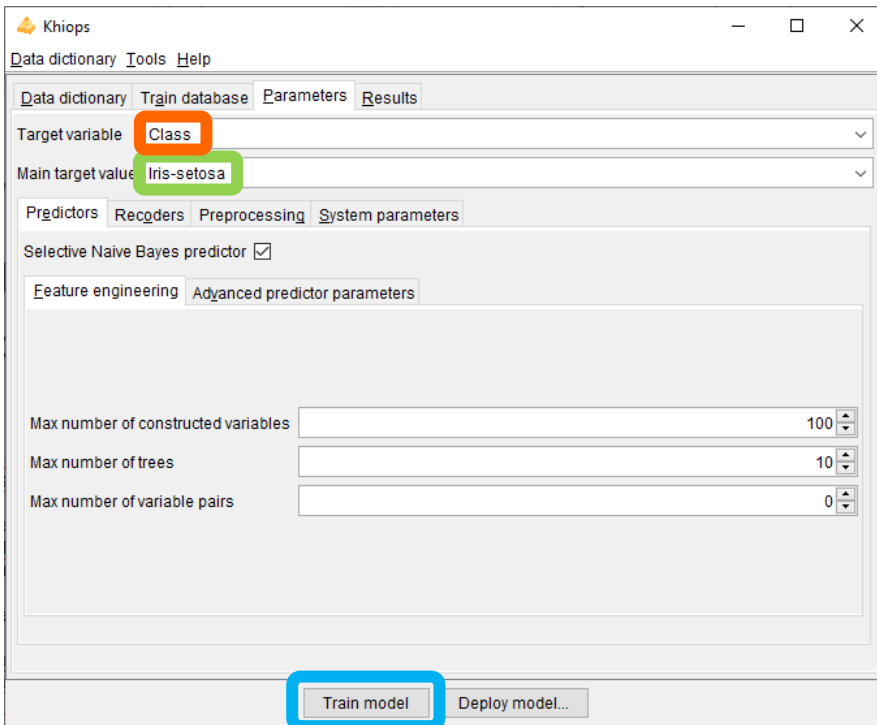 Khiops
Data dictionary Tools Help
Data dictionary Train database Parameters Results
Target variable Class
Main target value Iris-setosa
Predictors Recoders Preprocessing System parameters
Selective Naive Bayes predictor
Feature engineering Advanced predictor parameters
Max number of constructed variables 100
Max number of trees 10
Max number of variable pairs 0
Train model Deploy model...